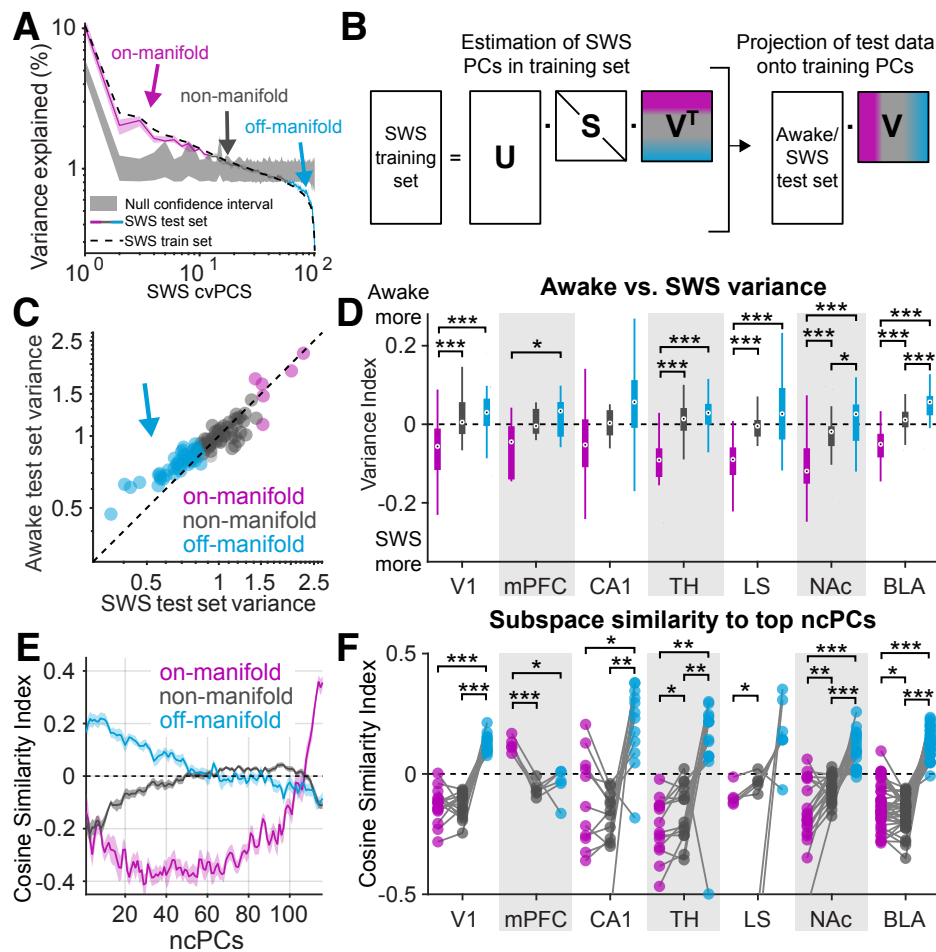 A
Variance explained (%)
10
1
on-manifold
non-manifold
off-manifold
Null confidence interval
SWS test set
SWS train set
10^0
10^1
10^2
SWS cvPCS
B
Estimation of SWS
PCs in training set
Projection of test data
onto training PCs
SWS
training
set
=
U
·
S
·
V^T
Awake/
SWS
test set
·
V
C
Awake test set variance
2.5
1.5
1
0.5
on-manifold
non-manifold
off-manifold
0.5
1
1.5
2.5
SWS test set variance
D
Awake vs. SWS variance
Awake
more
0.2
0
-0.2
SWS
more
Variance Index
***
***
*
***
***
***
***
***
***
*
***
***
***
V1
mPFC
CA1
TH
LS
NAc
BLA
E
Cosine Similarity Index
0.4
0.2
0
-0.2
-0.4
on-manifold
non-manifold
off-manifold
20
60
100
ncPCs
F
Subspace similarity to top ncPCs
Cosine Similarity Index
0.5
0
-0.5
***
***
*
***
*
**
**
**
*
*
***
**
***
***
*
***
V1
mPFC
CA1
TH
LS
NAc
BLA